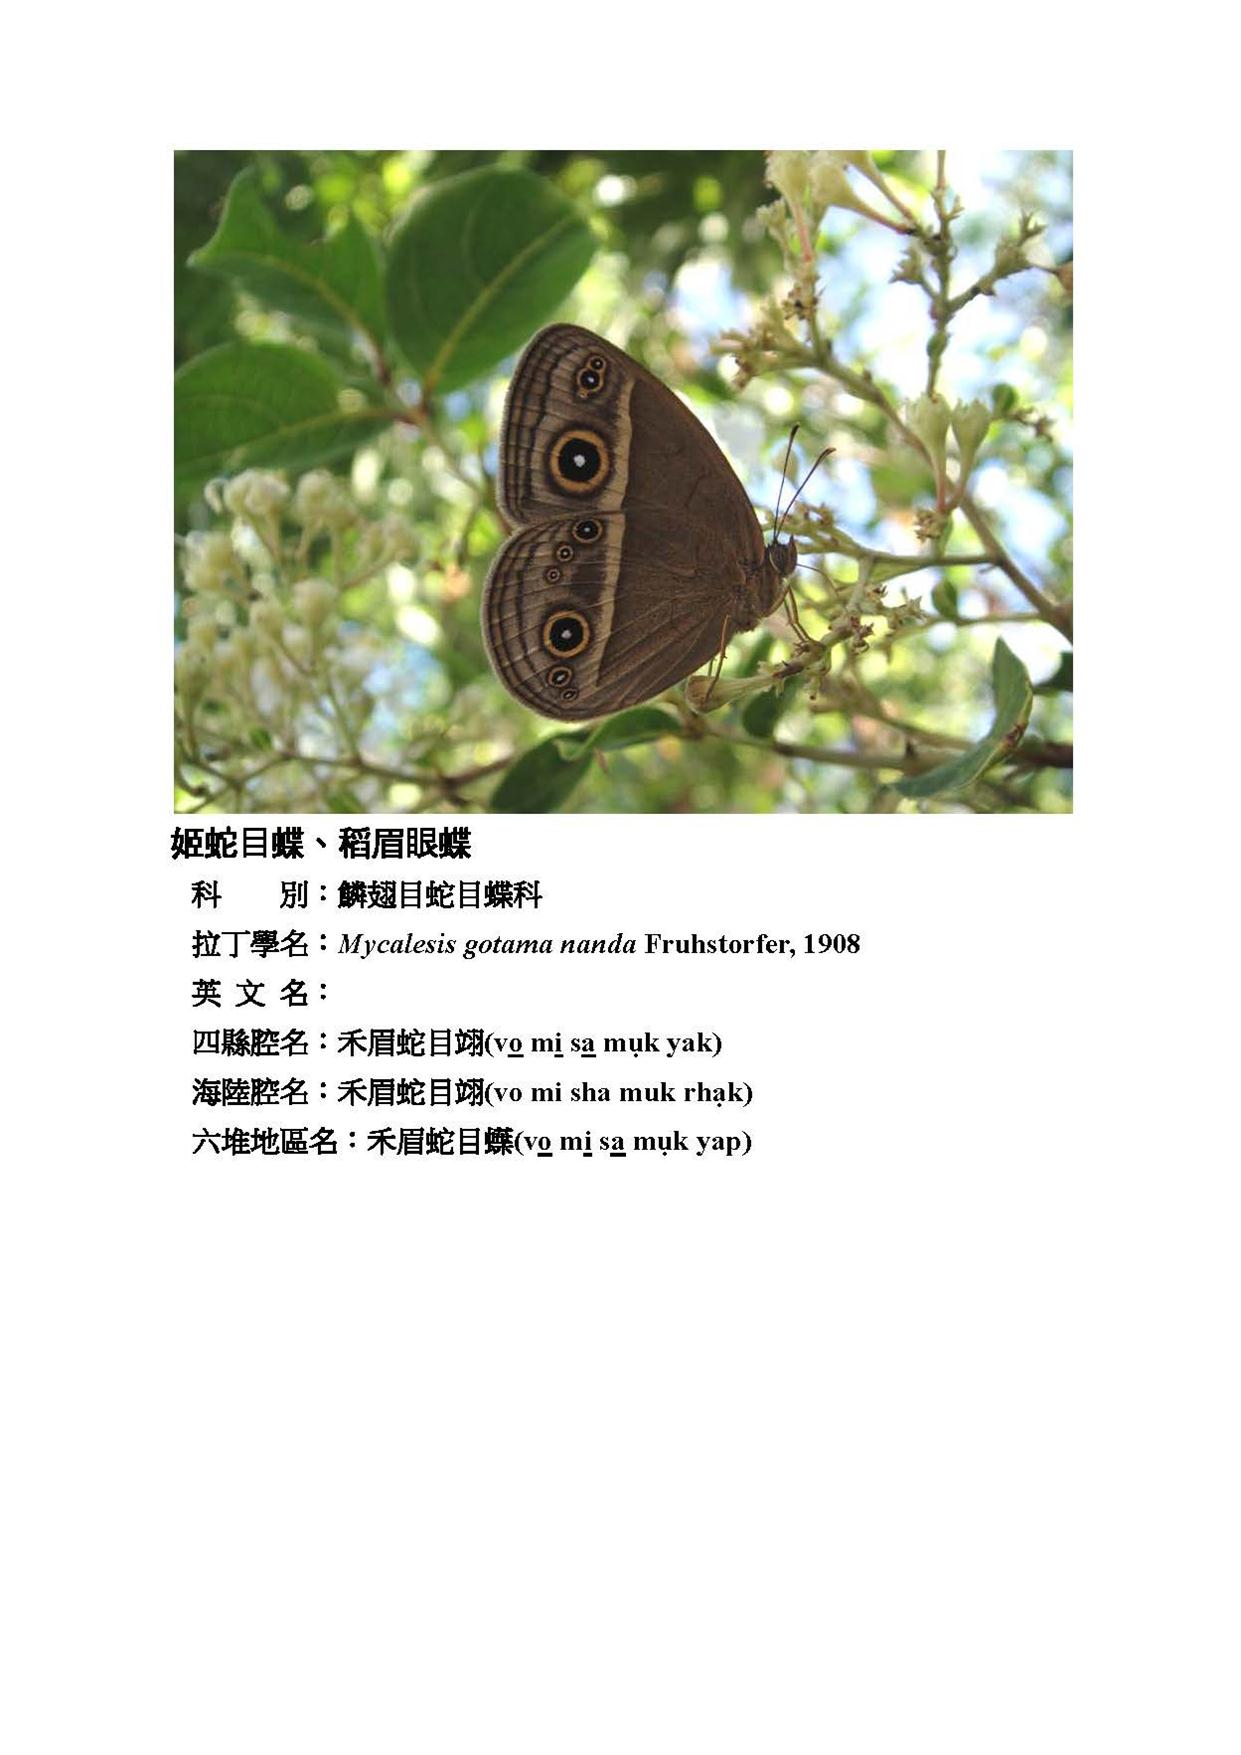 姬蛇目蝶、稻眉眼蝶
科　　別：鱗翅目蛇目蝶科
拉丁學名：Mycalesis gotama nanda Fruhstorfer, 1908
英 文 名：
四縣腔名：禾眉蛇目翊(vo̲ mi̲ sa̲ mụk yak)
海陸腔名：禾眉蛇目翊(vo mi sha muk rhạk)
六堆地區名：禾眉蛇目(vo̲ mi̲ sa̲ mụk yap)